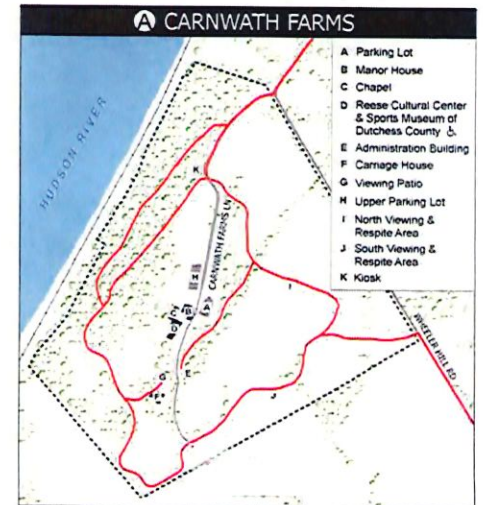 A CARNWATH FARMS
A Parking Lot
B Manor House
C Chapel
D Reese Cultural Center
& Sports Museum of
Dutchess County
E Administration Building
F Carriage House
G Viewing Patio
H Upper Parking Lot
I North Viewing &
Respite Area
J South Viewing &
Respite Area
K Kiosk
HUDSON RIVER
K
CARNWATH FARMS LN
I
H
C
D
B
A
G
E
F
J
WHEELER HILL RD